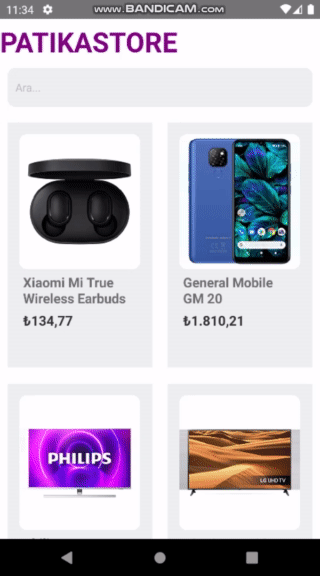 11:34
www.BANDICAM.com
PATIKASTORE
Ara...
Xiaomi Mi True
Wireless Earbuds
₺134,77
General Mobile
GM 20
₺1.810,21
PHILIPS
LG UHD TV